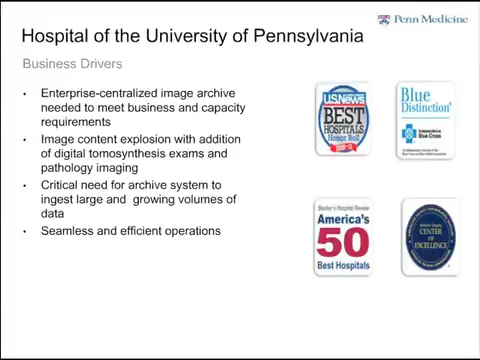 Penn Medicine
Hospital of the University of Pennsylvania
Business Drivers
• Enterprise-centralized image archive
needed to meet business and capacity
requirements
• Image content explosion with addition
of digital tomosynthesis exams and
pathology imaging
• Critical need for archive system to
ingest large and growing volumes of
data
• Seamless and efficient operations
US News
BEST
HOSPITALS
Honor Roll
Blue
Distinction®
Independence
Blue Cross
Becker's Hospital Review
America's
50
Best Hospitals
CENTER OF
EXCELLENCE